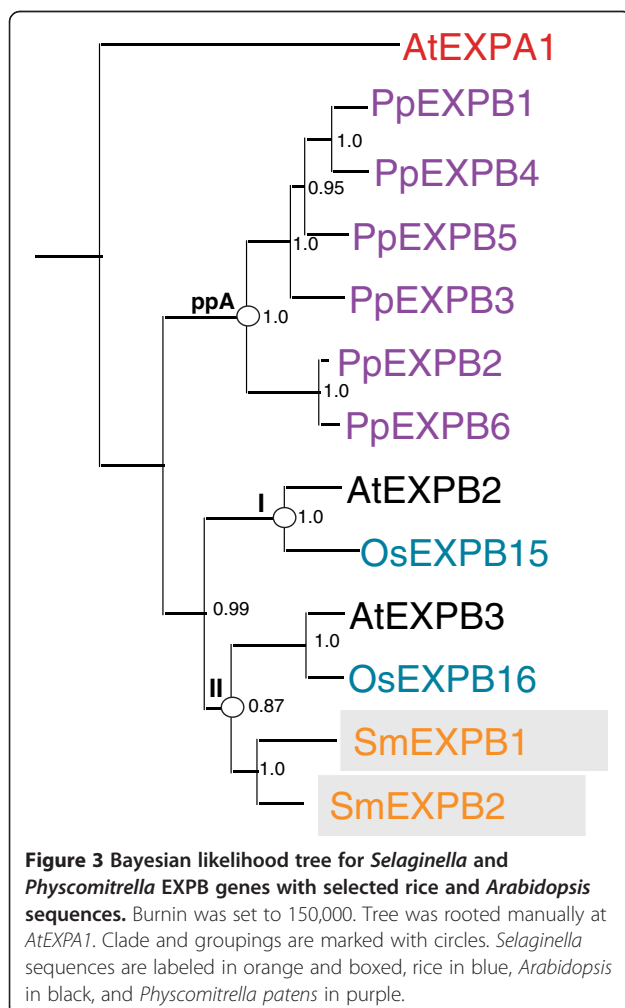 AtEXPA1
PpEXPB1
1.0
PpEXPB4
0.95
PpEXPB5
1.0
PpEXPB3
ppA
1.0
PpEXPB2
1.0
PpEXPB6
AtEXPB2
I
1.0
OsEXPB15
0.99
AtEXPB3
1.0
OsEXPB16
II
0.87
SmEXPB1
1.0
SmEXPB2
Figure 3 Bayesian likelihood tree for Selaginella and
Physcomitrella EXPB genes with selected rice and Arabidopsis
sequences. Burnin was set to 150,000. Tree was rooted manually at
AtEXPA1. Clade and groupings are marked with circles. Selaginella
sequences are labeled in orange and boxed, rice in blue, Arabidopsis
in black, and Physcomitrella patens in purple.